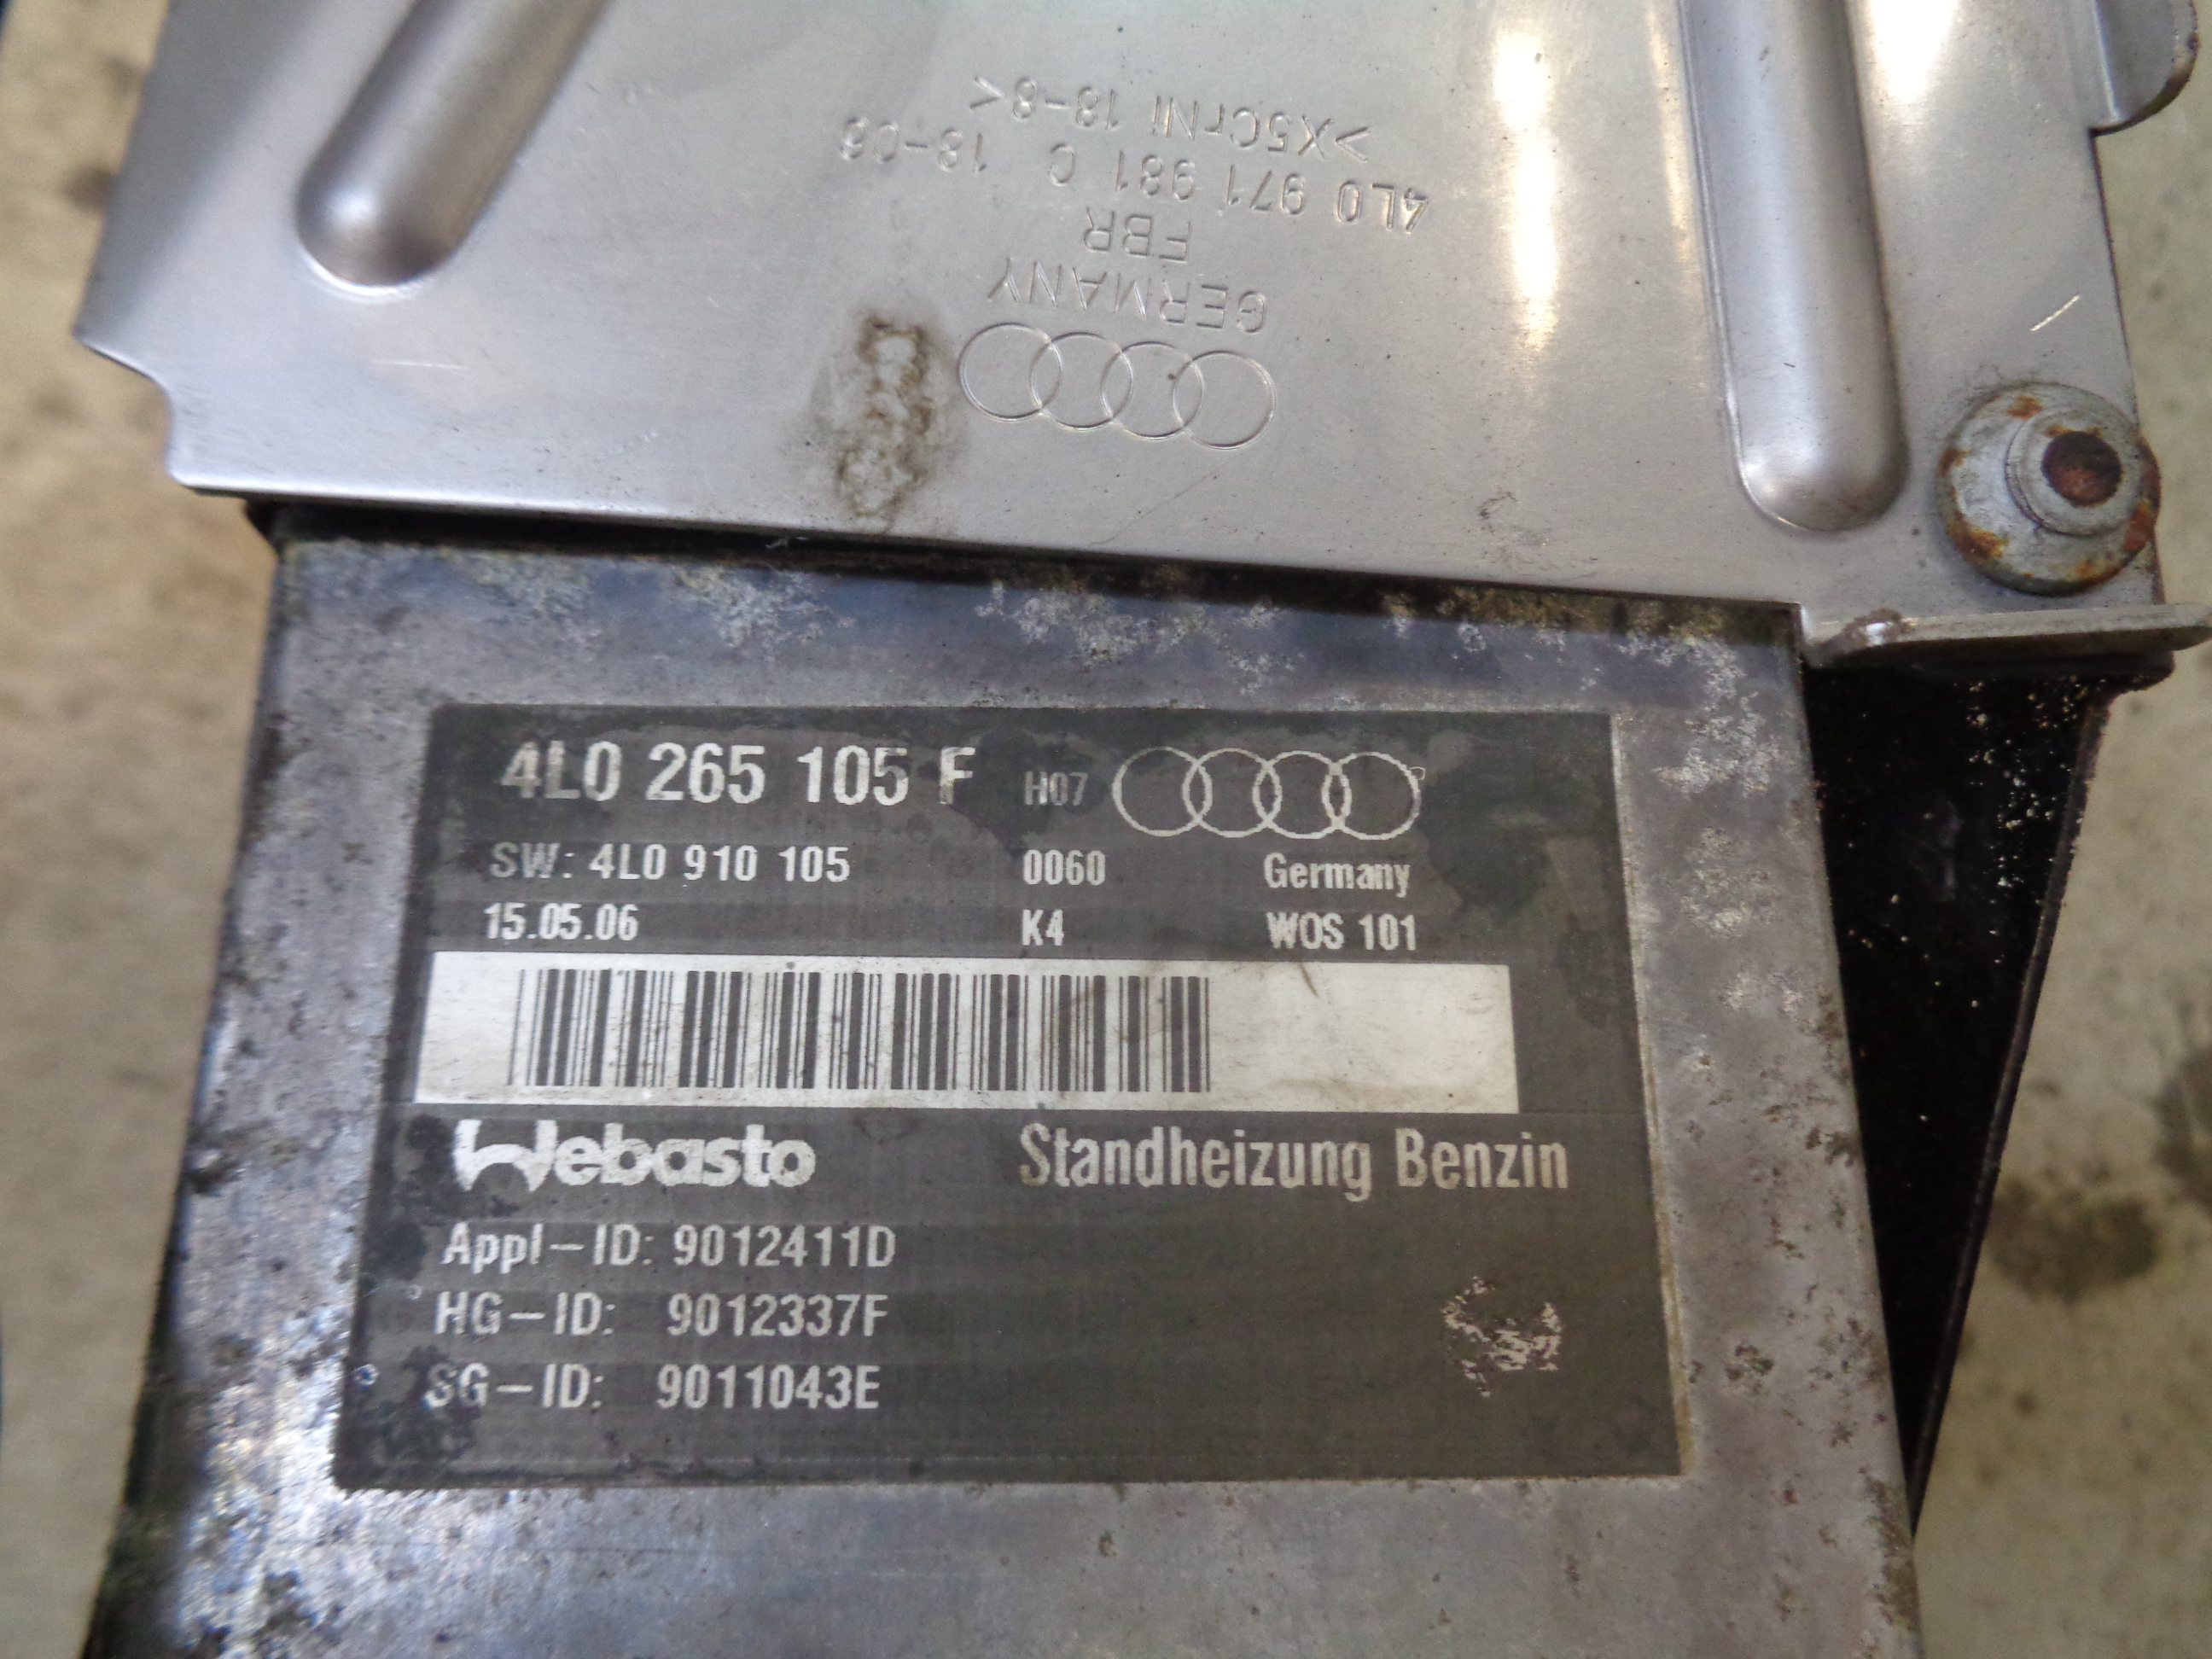 GERMANY
FBR
4L0 971 981 C 18-06
>X5CrNi 18-8<
4L0 265 105 F H07
SW: 4L0 910 105 0060 Germany
15.05.06 K4 WOS 101
Webasto Standheizung Benzin
Appl-ID: 9012411D
HG-ID: 9012337F
SG-ID: 9011043E